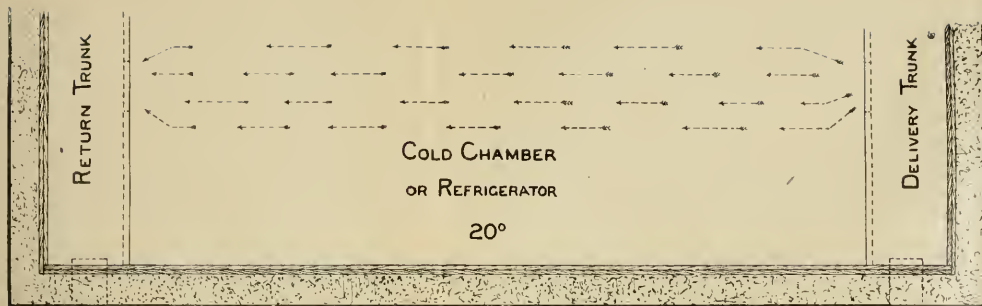 RETURN TRUNK
COLD CHAMBER
OR REFRIGERATOR
20°
DELIVERY TRUNK